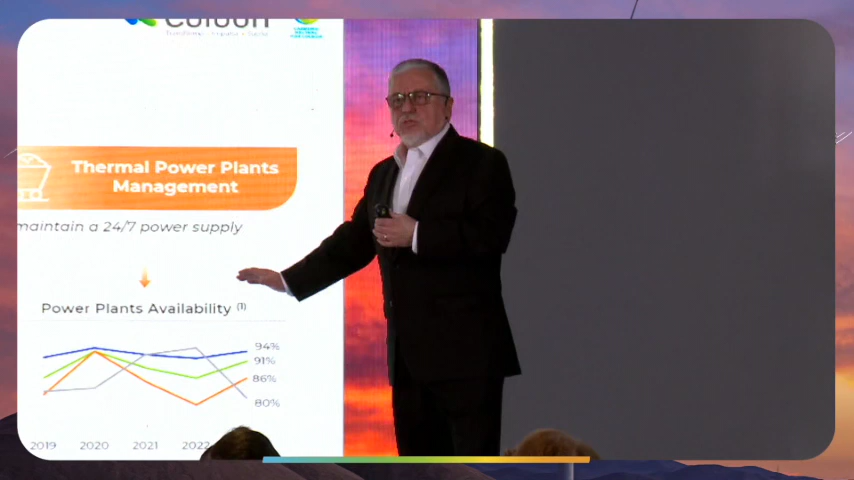 Thermal Power Plants
Management
maintain a 24/7 power supply
Power Plants Availability (1)
94%
91%
86%
80%
2019 2020 2021 2022